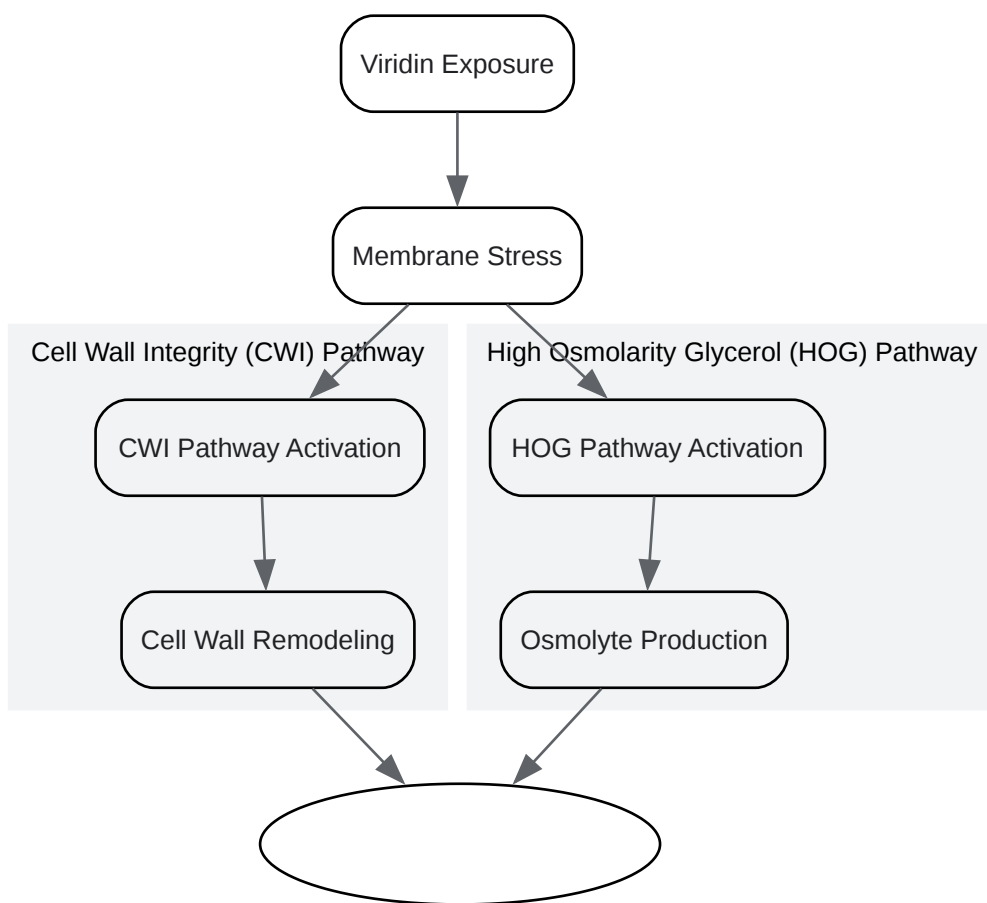 Viridin Exposure
Membrane Stress
Cell Wall Integrity (CWI) Pathway
High Osmolarity Glycerol (HOG) Pathway
CWI Pathway Activation
HOG Pathway Activation
Cell Wall Remodeling
Osmolyte Production